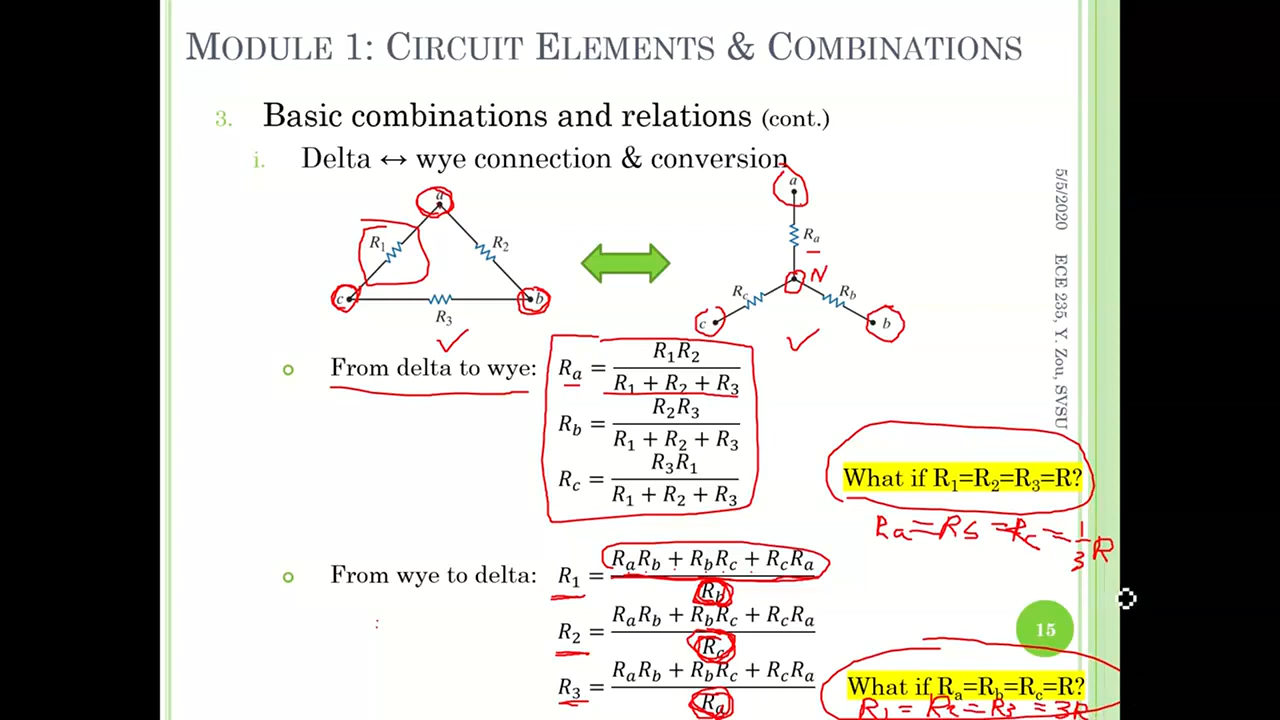 MODULE 1: CIRCUIT ELEMENTS & COMBINATIONS
3. Basic combinations and relations (cont.)
i. Delta ↔ wye connection & conversion
a
R1
R2
c
b
R3
a
Ra
N
Rc
Rb
c
b
5/5/2020 ECE 235, Y. Zou, SVSU
From delta to wye:
Ra = R1R2 / R1 + R2 + R3
Rb = R2R3 / R1 + R2 + R3
Rc = R3R1 / R1 + R2 + R3
What if R1=R2=R3=R?
Ra = Rb = Rc = 1/3 R
From wye to delta:
R1 = RaRb + RbRc + RcRa / Rb
R2 = RaRb + RbRc + RcRa / Rc
R3 = RaRb + RbRc + RcRa / Ra
15
What if Ra=Rb=Rc=R?
R1 = R2 = R3 = 3R